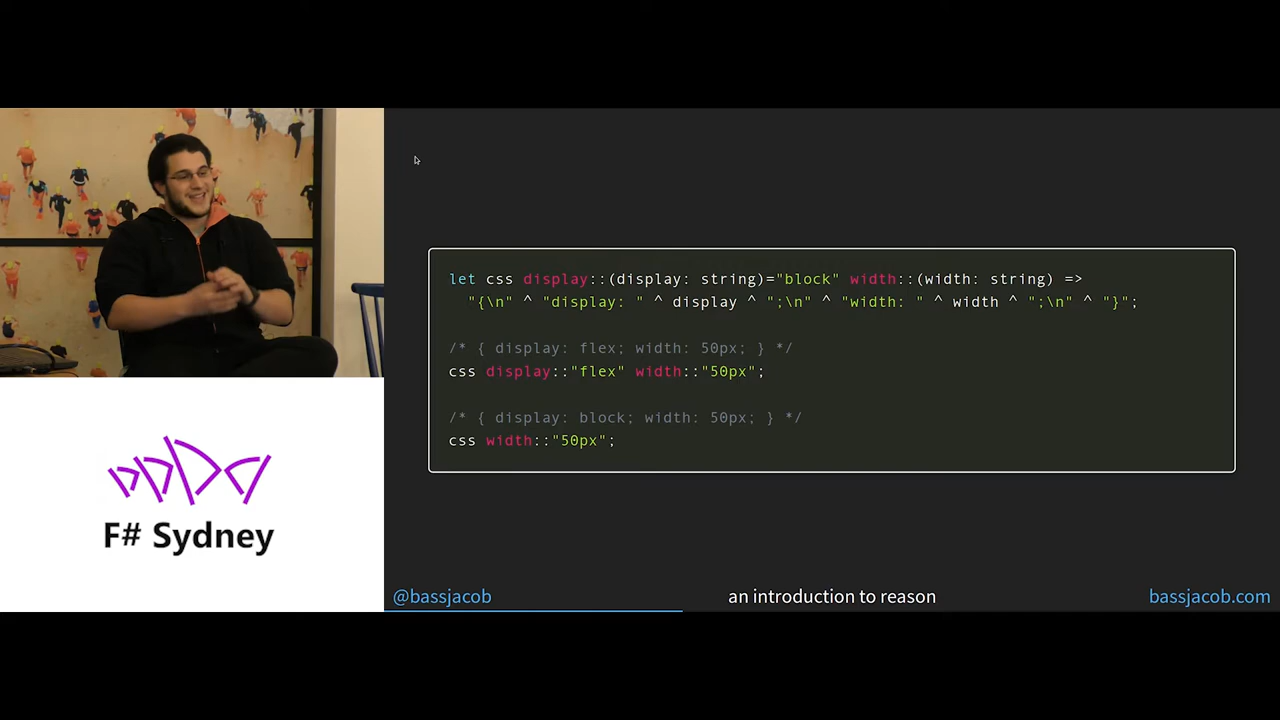 let css display::(display: string)="block" width::(width: string) =>
"{\n" ^ "display: " ^ display ^ ";\n" ^ "width: " ^ width ^ ";\n" ^ "}";
/* { display: flex; width: 50px; } */
css display::"flex" width::"50px";
/* { display: block; width: 50px; } */
css width::"50px";
F# Sydney
@bassjacob
an introduction to reason
bassjacob.com